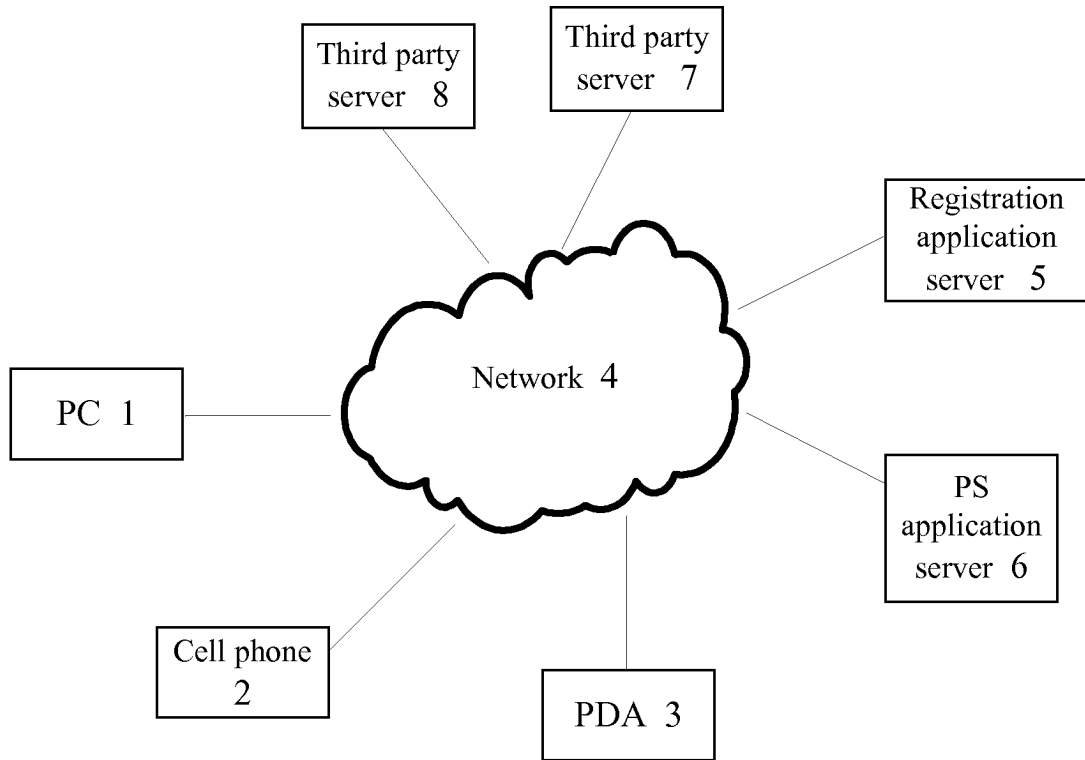 Third party
server 8
Third party
server 7
Registration
application
server 5
Network 4
PC 1
PS
application
server 6
Cell phone
2
PDA 3